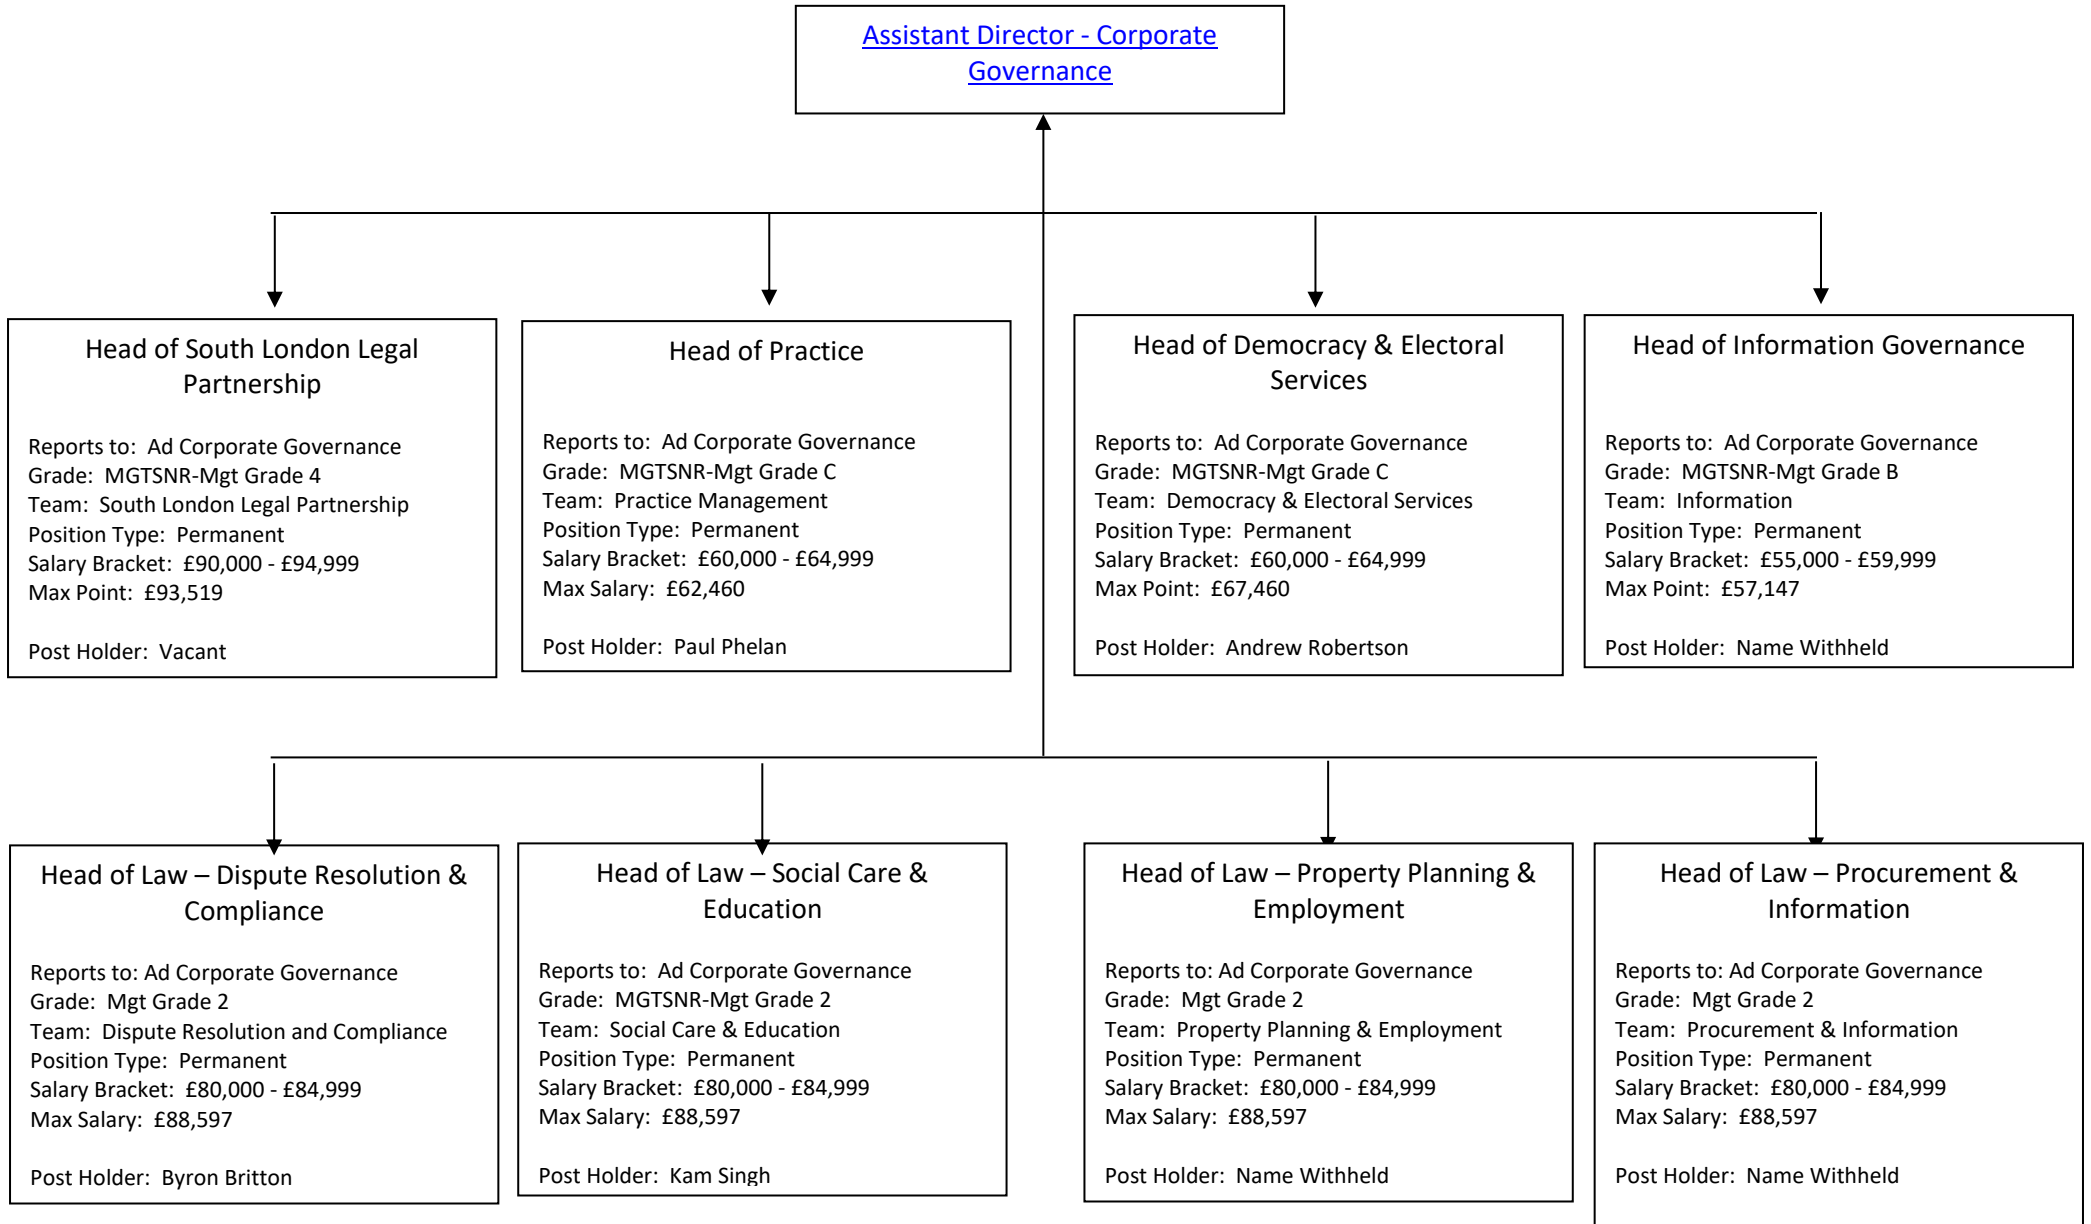 Assistant Director - Corporate
Governance
Head of South London Legal
Partnership
Reports to: Ad Corporate Governance
Grade: MGTSNR-Mgt Grade 4
Team: South London Legal Partnership
Position Type: Permanent
Salary Bracket: £90,000 - £94,999
Max Point: £93,519
Post Holder: Vacant
Head of Practice
Reports to: Ad Corporate Governance
Grade: MGTSNR-Mgt Grade C
Team: Practice Management
Position Type: Permanent
Salary Bracket: £60,000 - £64,999
Max Salary: £62,460
Post Holder: Paul Phelan
Head of Democracy & Electoral
Services
Reports to: Ad Corporate Governance
Grade: MGTSNR-Mgt Grade C
Team: Democracy & Electoral Services
Position Type: Permanent
Salary Bracket: £60,000 - £64,999
Max Point: £67,460
Post Holder: Andrew Robertson
Head of Information Governance
Reports to: Ad Corporate Governance
Grade: MGTSNR-Mgt Grade B
Team: Information
Position Type: Permanent
Salary Bracket: £55,000 - £59,999
Max Point: £57,147
Post Holder: Name Withheld
Head of Law – Dispute Resolution &
Compliance
Reports to: Ad Corporate Governance
Grade: Mgt Grade 2
Team: Dispute Resolution and Compliance
Position Type: Permanent
Salary Bracket: £80,000 - £84,999
Max Salary: £88,597
Post Holder: Byron Britton
Head of Law – Social Care &
Education
Reports to: Ad Corporate Governance
Grade: MGTSNR-Mgt Grade 2
Team: Social Care & Education
Position Type: Permanent
Salary Bracket: £80,000 - £84,999
Max Salary: £88,597
Post Holder: Kam Singh
Head of Law – Property Planning &
Employment
Reports to: Ad Corporate Governance
Grade: Mgt Grade 2
Team: Property Planning & Employment
Position Type: Permanent
Salary Bracket: £80,000 - £84,999
Max Salary: £88,597
Post Holder: Name Withheld
Head of Law – Procurement &
Information
Reports to: Ad Corporate Governance
Grade: Mgt Grade 2
Team: Procurement & Information
Position Type: Permanent
Salary Bracket: £80,000 - £84,999
Max Salary: £88,597
Post Holder: Name Withheld